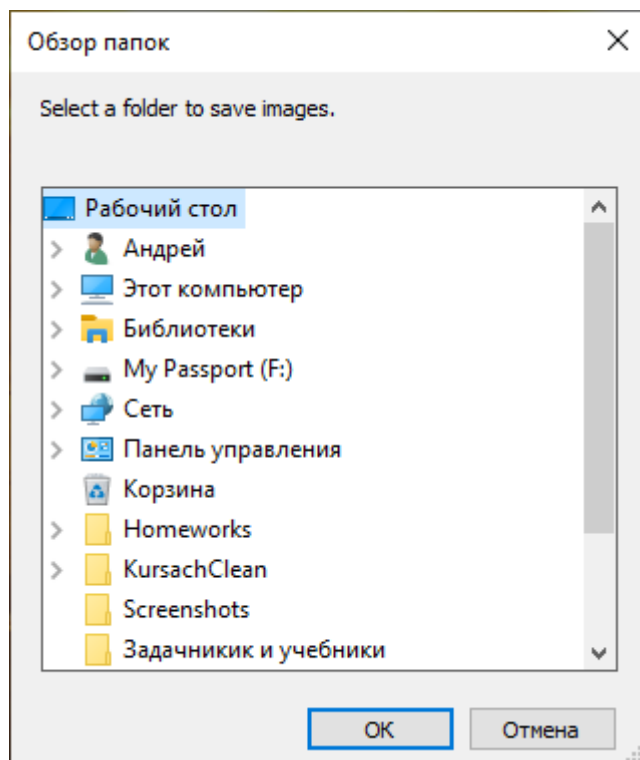 Обзор папок
Select a folder to save images.
Рабочий стол
Андрей
Этот компьютер
Библиотеки
My Passport (F:)
Сеть
Панель управления
Корзина
Homeworks
KursachClean
Screenshots
Задачникик и учебники
ОК
Отмена